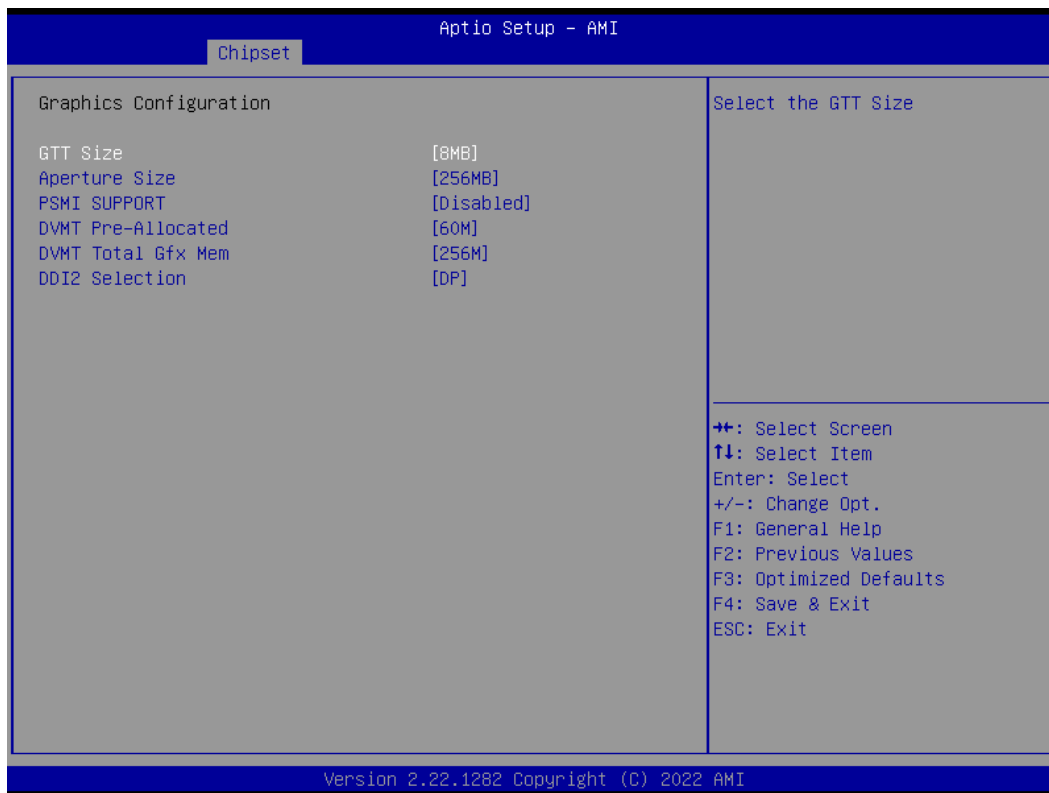 Aptio Setup – AMI
Chipset
Graphics Configuration
GTT Size [8MB]
Aperture Size [256MB]
PSMI SUPPORT [Disabled]
DVMT Pre-Allocated [60M]
DVMT Total Gfx Mem [256M]
DDI2 Selection [DP]
Select the GTT Size
→←: Select Screen
↑↓: Select Item
Enter: Select
+/-: Change Opt.
F1: General Help
F2: Previous Values
F3: Optimized Defaults
F4: Save & Exit
ESC: Exit
Version 2.22.1282 Copyright (C) 2022 AMI